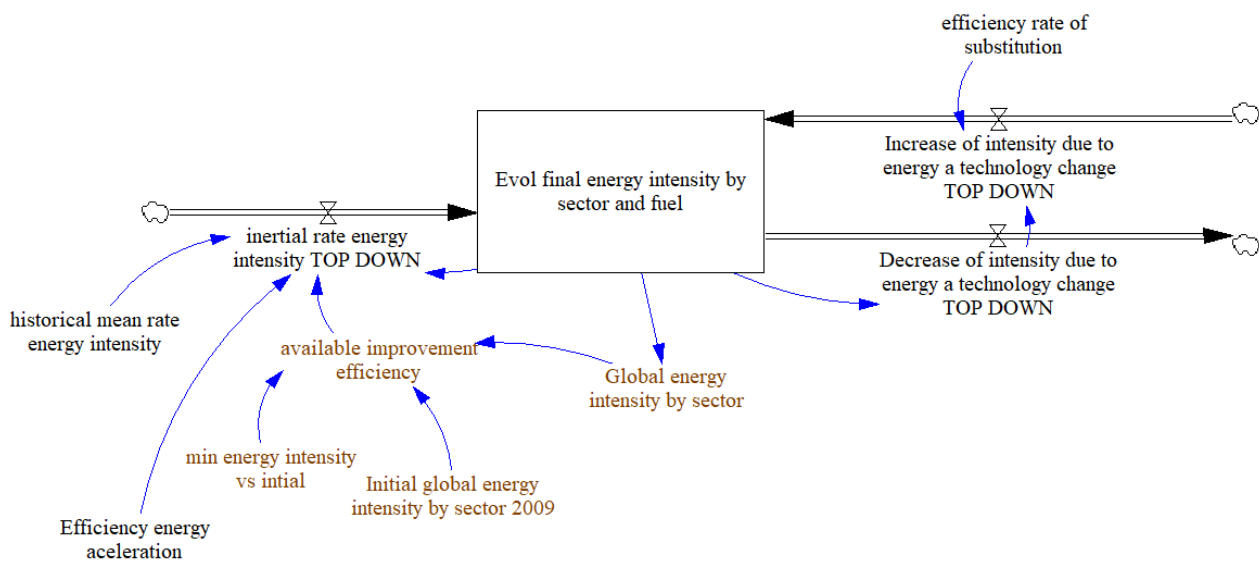 efficiency rate of
substitution
Increase of intensity due to
energy a technology change
TOP DOWN
Evol final energy intensity by
sector and fuel
inertial rate energy
intensity TOP DOWN
Decrease of intensity due to
energy a technology change
TOP DOWN
historical mean rate
energy intensity
available improvement
efficiency
Global energy
intensity by sector
min energy intensity
vs intial
Initial global energy
intensity by sector 2009
Efficiency energy
aceleration